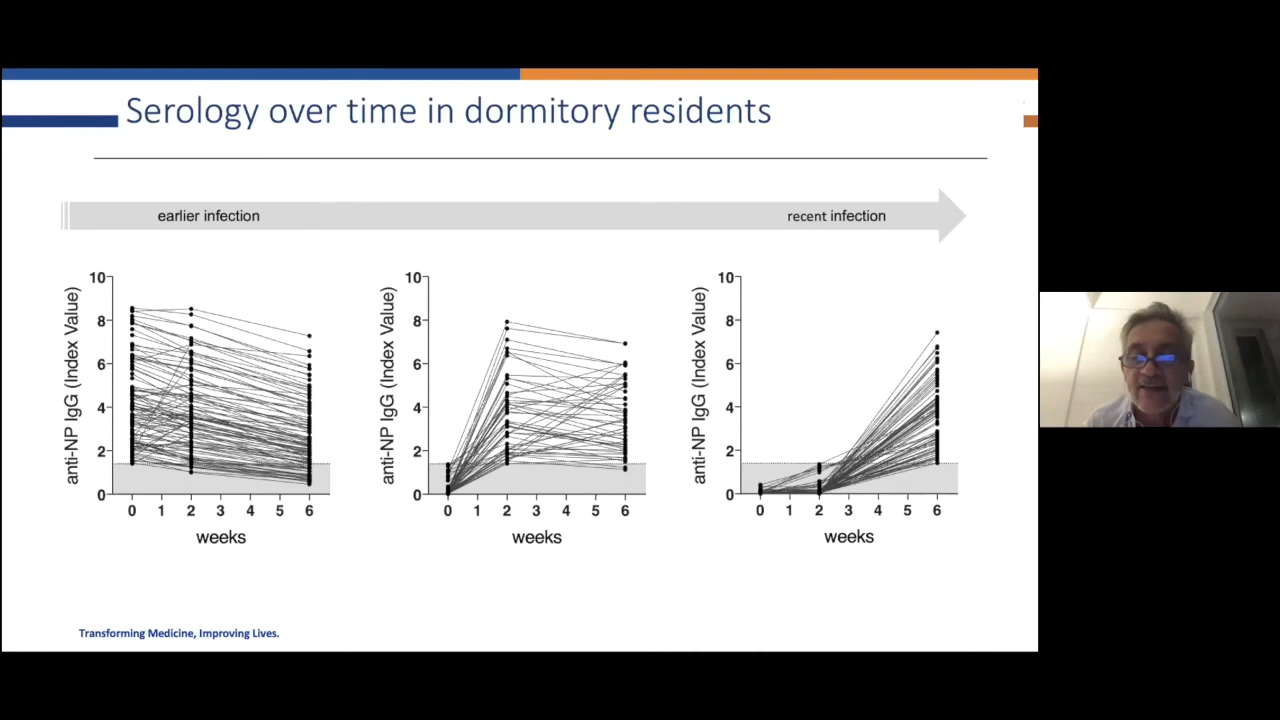 Serology over time in dormitory residents
earlier infection
recent infection
anti-NP IgG (Index Value)
10
8
6
4
2
0
0 1 2 3 4 5 6
weeks
anti-NP IgG (Index Value)
10
8
6
4
2
0
0 1 2 3 4 5 6
weeks
anti-NP IgG (Index Value)
10
8
6
4
2
0
0 1 2 3 4 5 6
weeks
Transforming Medicine, Improving Lives.